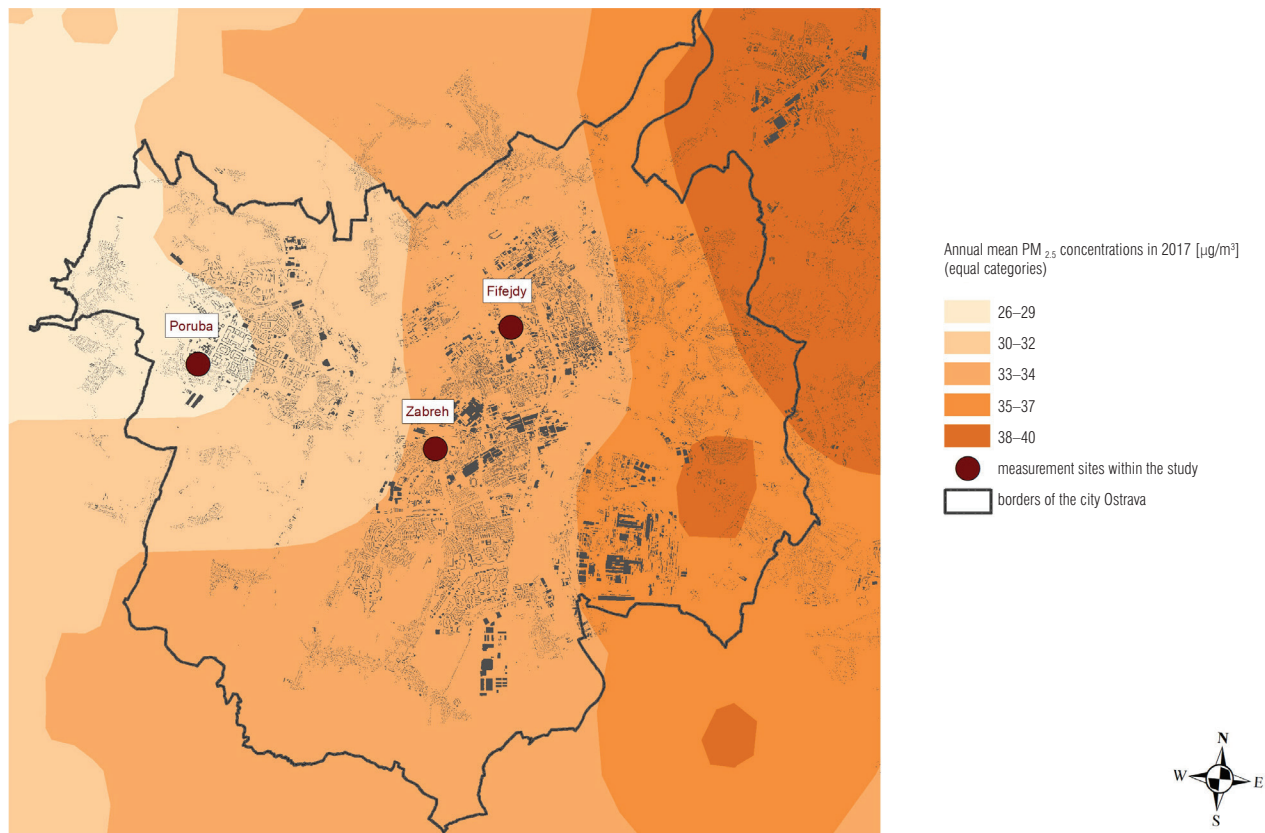 Fifejdy
Poruba
Zabreh
Annual mean PM 2.5 concentrations in 2017 [µg/m³]
(equal categories)
26–29
30–32
33–34
35–37
38–40
measurement sites within the study
borders of the city Ostrava
N
W E
S